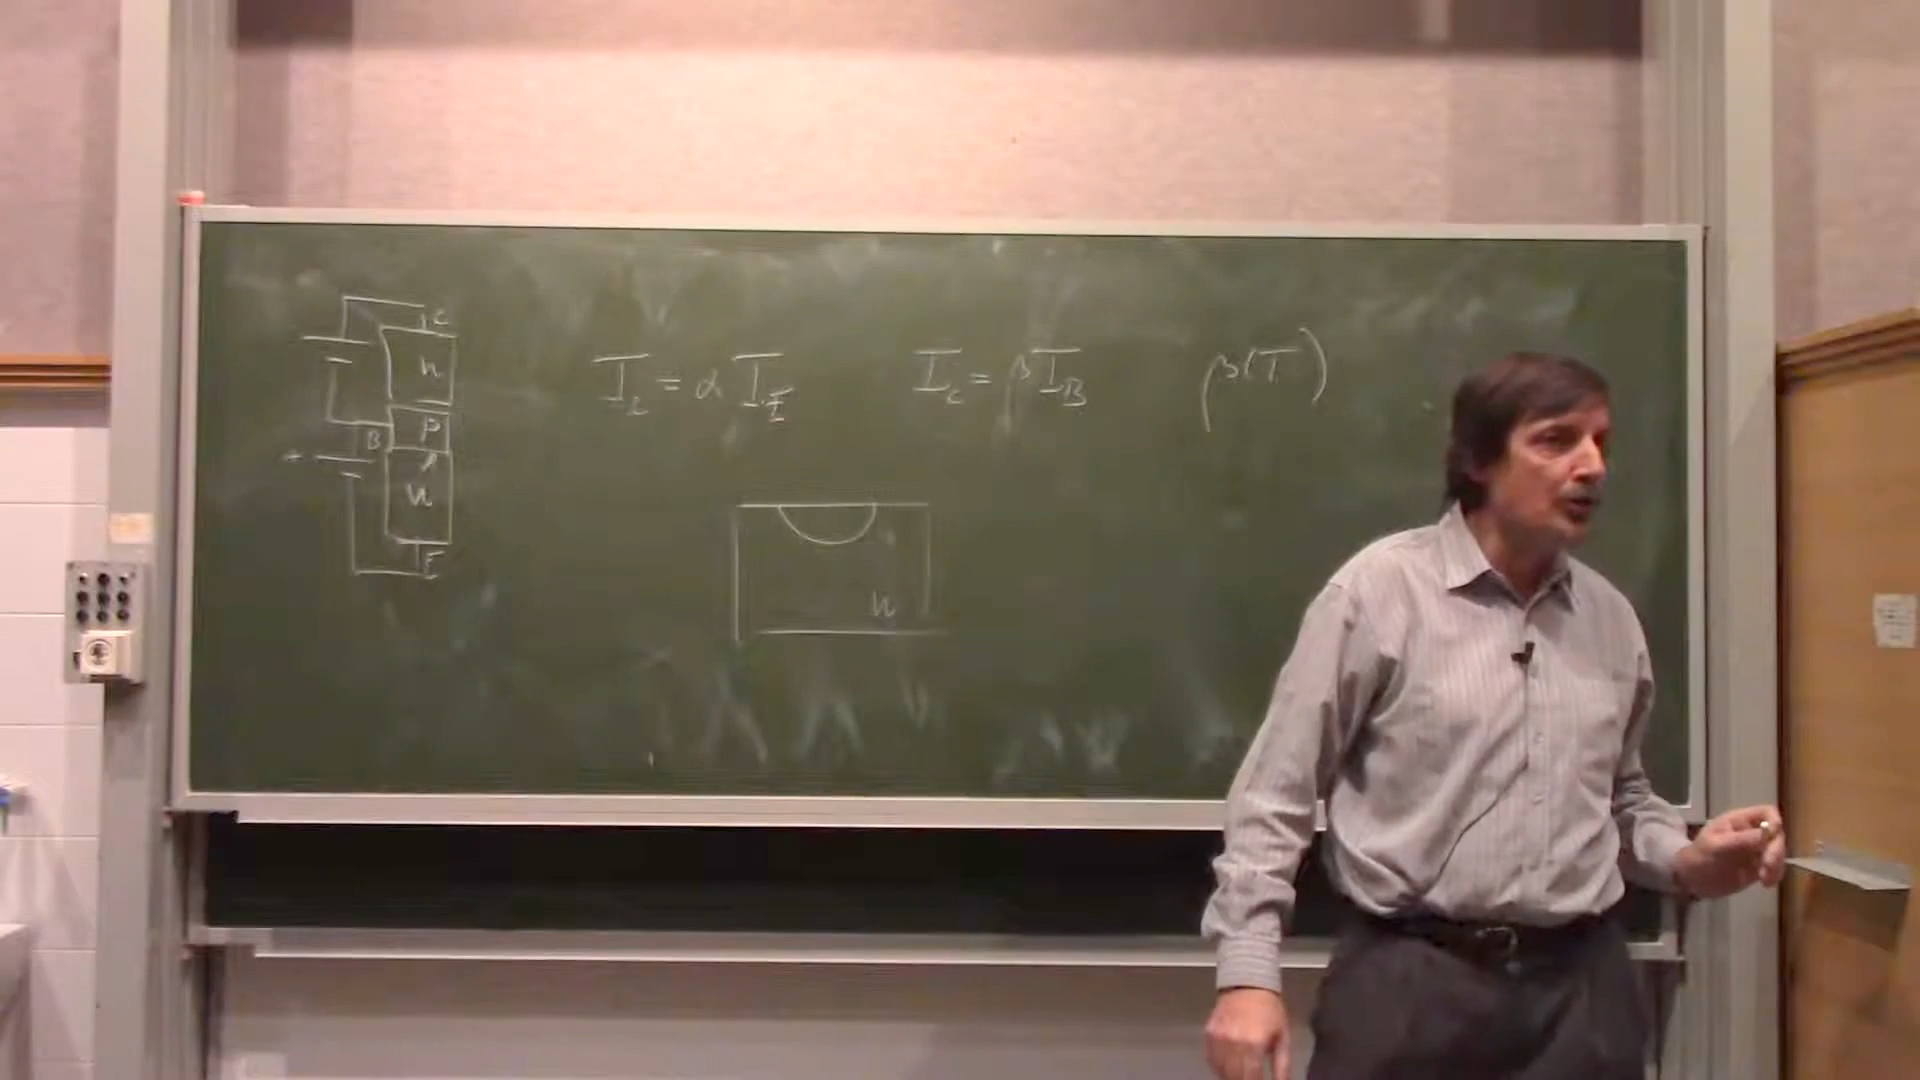 C
n
I_C = α I_E
I_C = β I_B
β(T)
p
B
+
n
E
n